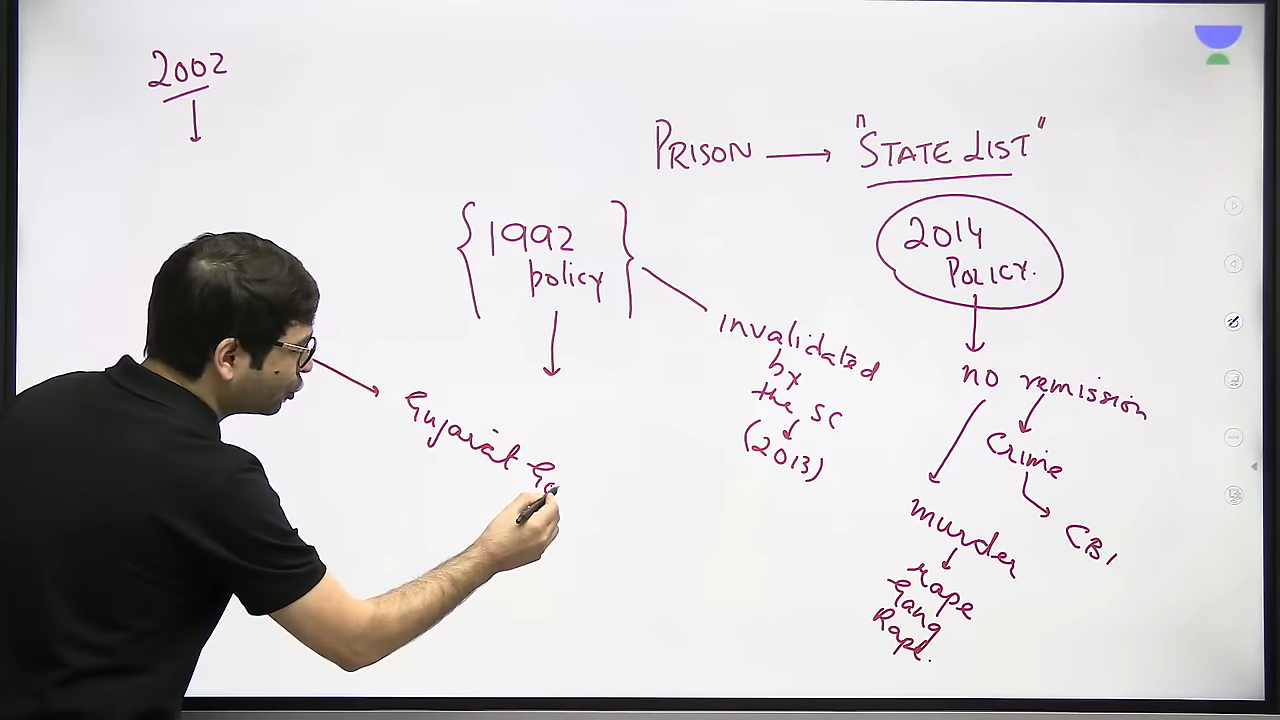 2002
PRISON → "STATE LIST"
1992
policy
2014
POLICY.
invalidated
by
the SC
(2013)
no remission
Crime
CBI
murder
rape
Gang
Rape.
Gujarat Go